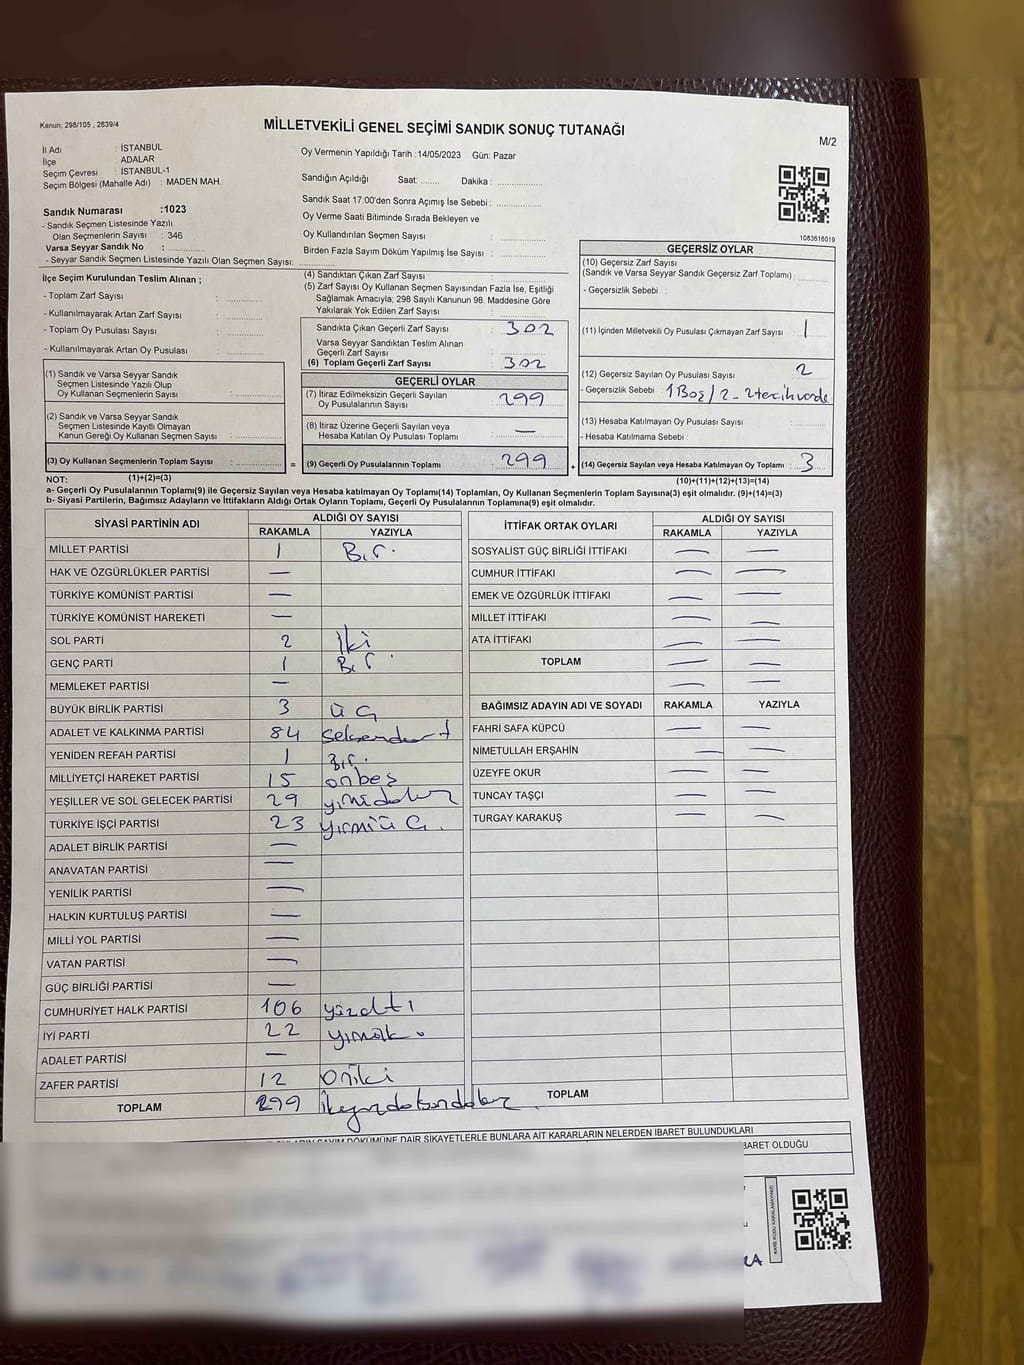 Kanun; 298/105 , 2839/4
MİLLETVEKİLİ GENEL SEÇİMİ SANDIK SONUÇ TUTANAĞI
M/2
İl Adı : İSTANBUL
İlçe : ADALAR
Seçim Çevresi : İSTANBUL-1
Seçim Bölgesi (Mahalle Adı) : MADEN MAH.
Oy Vermenin Yapıldığı Tarih :14/05/2023 Gün: Pazar
Sandığın Açıldığı Saat: ........ Dakika : ................
Sandık Saat 17:00'den Sonra Açımış İse Sebebi : ................
Oy Verme Saati Bitiminde Sırada Bekleyen ve
Oy Kullandırılan Seçmen Sayısı : ................
Birden Fazla Sayım Döküm Yapılmış İse Sayısı : ................
Sandık Numarası :1023
- Sandık Seçmen Listesinde Yazılı
Olan Seçmenlerin Sayısı : 346
Varsa Seyyar Sandık No : ................
- Seyyar Sandık Seçmen Listesinde Yazılı Olan Seçmen Sayısı: ................
1083616019
İlçe Seçim Kurulundan Teslim Alınan ;
- Toplam Zarf Sayısı : ................
- Kullanılmayarak Artan Zarf Sayısı : ................
- Toplam Oy Pusulası Sayısı : ................
- Kullanılmayarak Artan Oy Pusulası : ................
(1) Sandık ve Varsa Seyyar Sandık
Seçmen Listesinde Yazılı Olup
Oy Kullanan Seçmenlerin Sayısı : ................
(2) Sandık ve Varsa Seyyar Sandık
Seçmen Listesinde Kayıtlı Olmayan
Kanun Gereği Oy Kullanan Seçmen Sayısı : ................
(3) Oy Kullanan Seçmenlerin Toplam Sayısı : ................
(1)+(2)=(3)
(4) Sandıktan Çıkan Zarf Sayısı : ................
(5) Zarf Sayısı Oy Kullanan Seçmen Sayısından Fazla İse, Eşitliği
Sağlamak Amacıyla; 298 Sayılı Kanunun 98. Maddesine Göre
Yakılarak Yok Edilen Zarf Sayısı : ................
Sandıkta Çıkan Geçerli Zarf Sayısı : 302
Varsa Seyyar Sandıktan Teslim Alınan
Geçerli Zarf Sayısı : ................
(6) Toplam Geçerli Zarf Sayısı : 302
GEÇERLİ OYLAR
(7) İtiraz Edilmeksizin Geçerli Sayılan
Oy Pusulalarının Sayısı : 299
(8) İtiraz Üzerine Geçerli Sayılan veya
Hesaba Katılan Oy Pusulası Toplamı : —
= (9) Geçerli Oy Pusulalarının Toplamı : 299
GEÇERSİZ OYLAR
(10) Geçersiz Zarf Sayısı
(Sandık ve Varsa Seyyar Sandık Geçersiz Zarf Toplamı) :
- Geçersizlik Sebebi :
(11) İçinden Milletvekili Oy Pusulası Çıkmayan Zarf Sayısı : 1
(12) Geçersiz Sayılan Oy Pusulası Sayısı : 2
- Geçersizlik Sebebi : 1 Boş / 2 - 2 tercih varde
(13) Hesaba Katılmayan Oy Pusulası Sayısı :
- Hesaba Katılmama Sebebi :
+ (14) Geçersiz Sayılan veya Hesaba Katılmayan Oy Toplamı : 3
(10)+(11)+(12)+(13)=(14)
NOT:
a- Geçerli Oy Pusulalarının Toplamı(9) ile Geçersiz Sayılan veya Hesaba katılmayan Oy Toplamı(14) Toplamları, Oy Kullanan Seçmenlerin Toplam Sayısına(3) eşit olmalıdır. (9)+(14)=(3)
b- Siyasi Partilerin, Bağımsız Adayların ve İttifakların Aldığı Ortak Oyların Toplamı, Geçerli Oy Pusulalarının Toplamına(9) eşit olmalıdır.
SİYASİ PARTİNİN ADI ALDIĞI OY SAYISI
RAKAMLA YAZIYLA
MİLLET PARTİSİ 1 Bir
HAK VE ÖZGÜRLÜKLER PARTİSİ —
TÜRKİYE KOMÜNİST PARTİSİ —
TÜRKİYE KOMÜNİST HAREKETİ —
SOL PARTİ 2 İki
GENÇ PARTİ 1 Bir
MEMLEKET PARTİSİ —
BÜYÜK BİRLİK PARTİSİ 3 üç
ADALET VE KALKINMA PARTİSİ 84 seksendört
YENİDEN REFAH PARTİSİ 1 Bir
MİLLİYETÇİ HAREKET PARTİSİ 15 onbeş
YEŞİLLER VE SOL GELECEK PARTİSİ 29
TÜRKİYE İŞÇİ PARTİSİ 23 yirmiüç.
ADALET BİRLİK PARTİSİ —
ANAVATAN PARTİSİ —
YENİLİK PARTİSİ —
HALKIN KURTULUŞ PARTİSİ —
MİLLİ YOL PARTİSİ —
VATAN PARTİSİ —
GÜÇ BİRLİĞİ PARTİSİ —
CUMHURİYET HALK PARTİSİ 106 yüzaltı
İYİ PARTİ 22
ADALET PARTİSİ —
ZAFER PARTİSİ 12 Oniki
TOPLAM 299
İTTİFAK ORTAK OYLARI ALDIĞI OY SAYISI
RAKAMLA YAZIYLA
SOSYALİST GÜÇ BİRLİĞİ İTTİFAKI — —
CUMHUR İTTİFAKI — —
EMEK VE ÖZGÜRLÜK İTTİFAKI — —
MİLLET İTTİFAKI — —
ATA İTTİFAKI — —
TOPLAM — —
— —
BAĞIMSIZ ADAYIN ADI VE SOYADI RAKAMLA YAZIYLA
FAHRİ SAFA KÜPCÜ — —
NİMETULLAH ERŞAHİN — —
ÜZEYFE OKUR — —
TUNCAY TAŞÇI — —
TURGAY KARAKUŞ — —
TOPLAM
SAYIM DÖKÜMÜNE DAİR ŞİKAYETLERLE BUNLARA AİT KARARLARIN NELERDEN İBARET BULUNDUKLARI
BARET OLDUĞU
KARE KODU KARALAMAYINIZ!